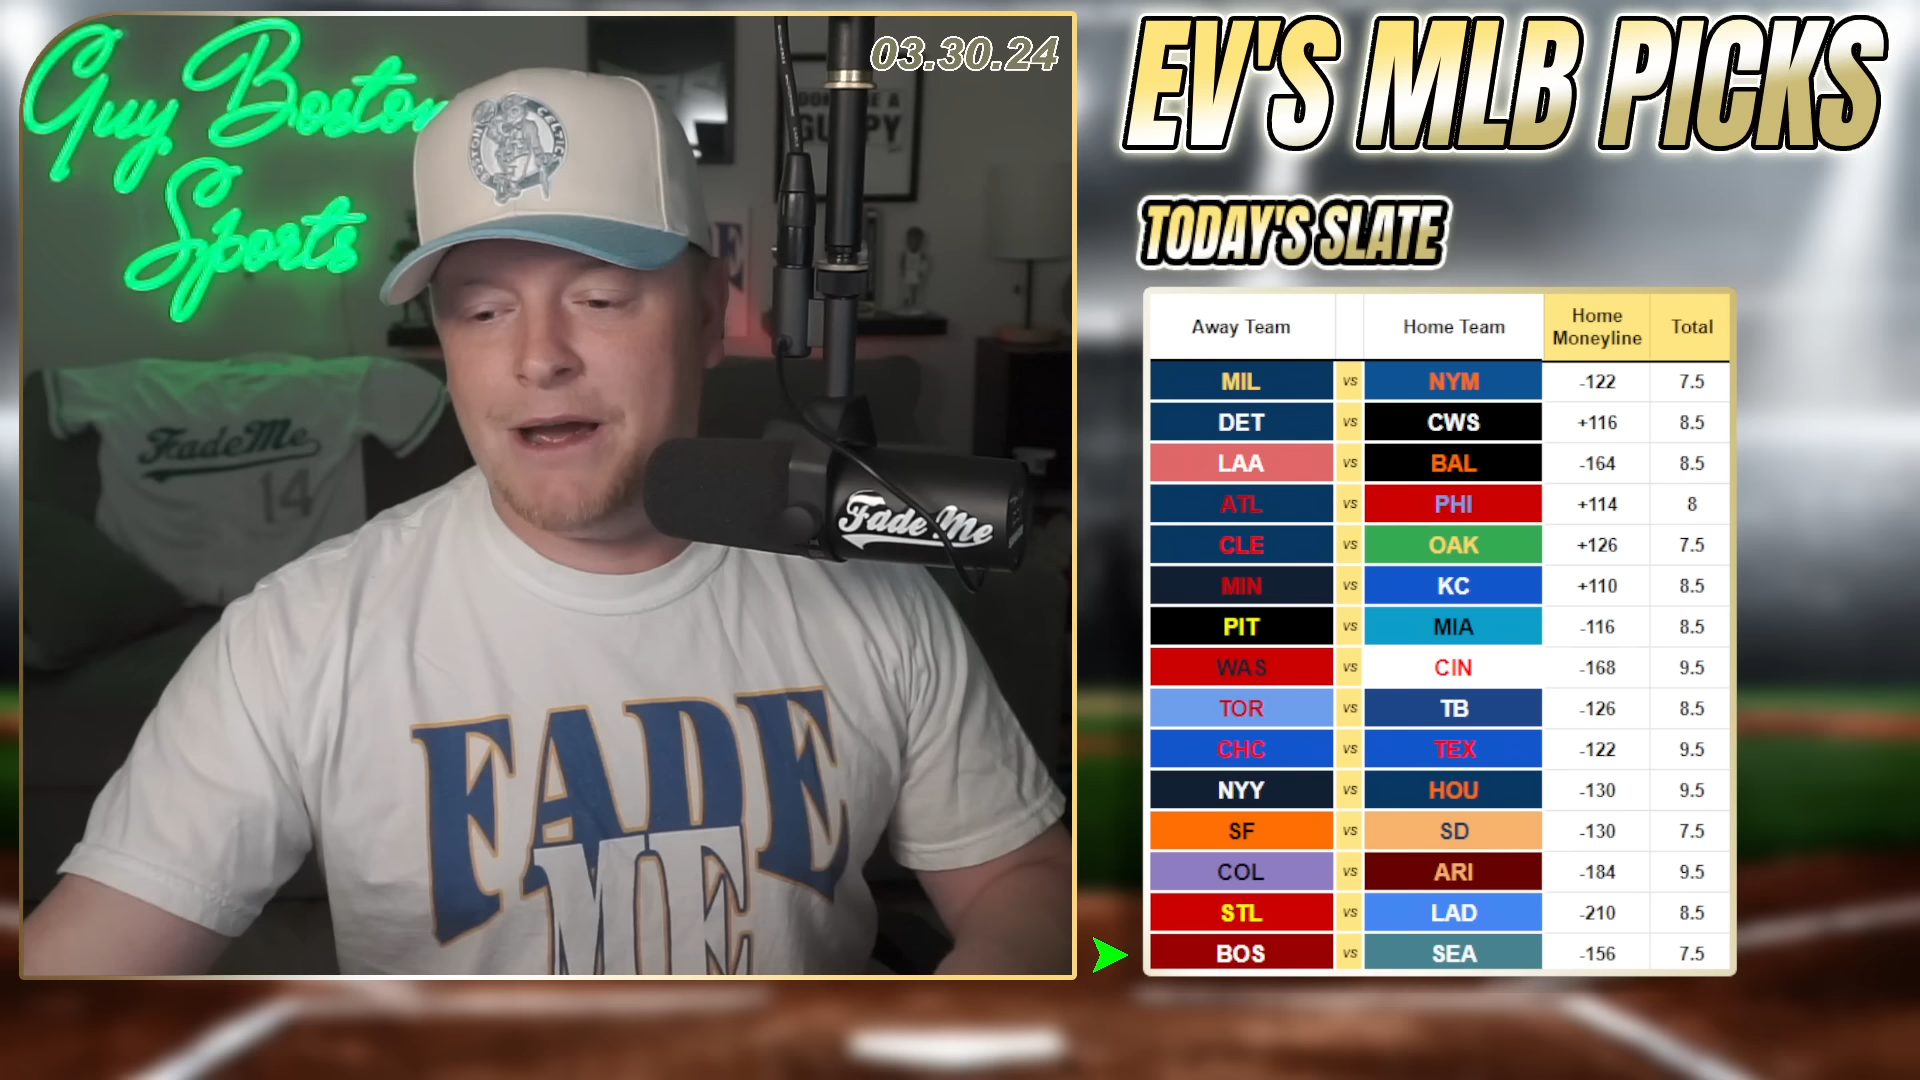 Guy Boston
Sports
03.30.24
BOSTON CELTICS
FadeMe
14
Fade Me
FADE
ME
EV'S MLB PICKS
TODAY'S SLATE
Away Team Home Team Home Moneyline Total
MIL vs NYM -122 7.5
DET vs CWS +116 8.5
LAA vs BAL -164 8.5
ATL vs PHI +114 8
CLE vs OAK +126 7.5
MIN vs KC +110 8.5
PIT vs MIA -116 8.5
WAS vs CIN -168 9.5
TOR vs TB -126 8.5
CHC vs TEX -122 9.5
NYY vs HOU -130 9.5
SF vs SD -130 7.5
COL vs ARI -184 9.5
STL vs LAD -210 8.5
BOS vs SEA -156 7.5